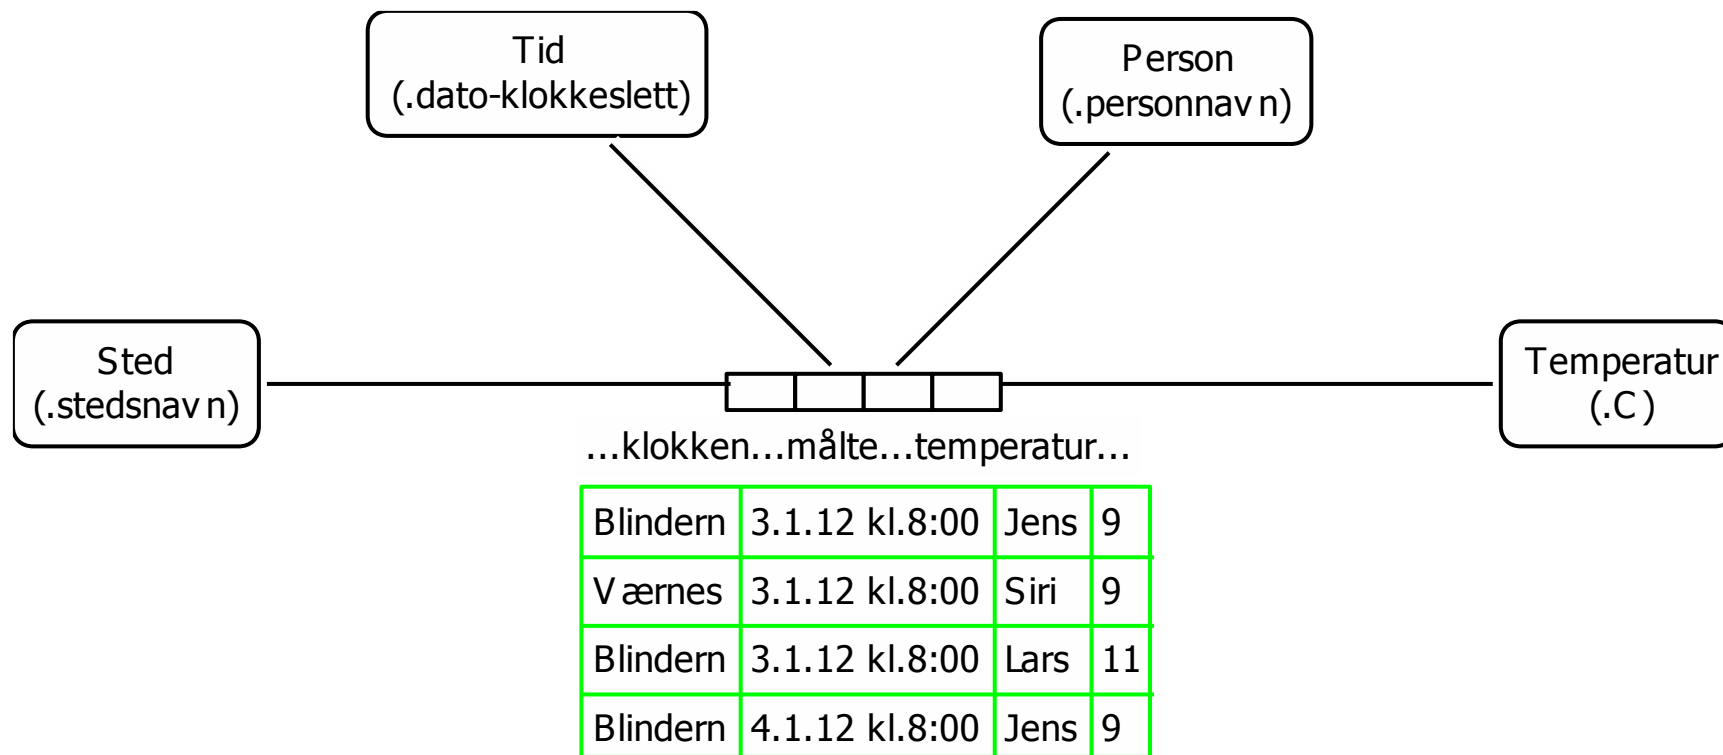 Tid
(.dato-klokkeslett)
Person
(.personnavn)
Sted
(.stedsnavn)
Temperatur
(.C)
...klokken...målte...temperatur...
Blindern 3.1.12 kl.8:00 Jens 9
Værnes 3.1.12 kl.8:00 Siri 9
Blindern 3.1.12 kl.8:00 Lars 11
Blindern 4.1.12 kl.8:00 Jens 9